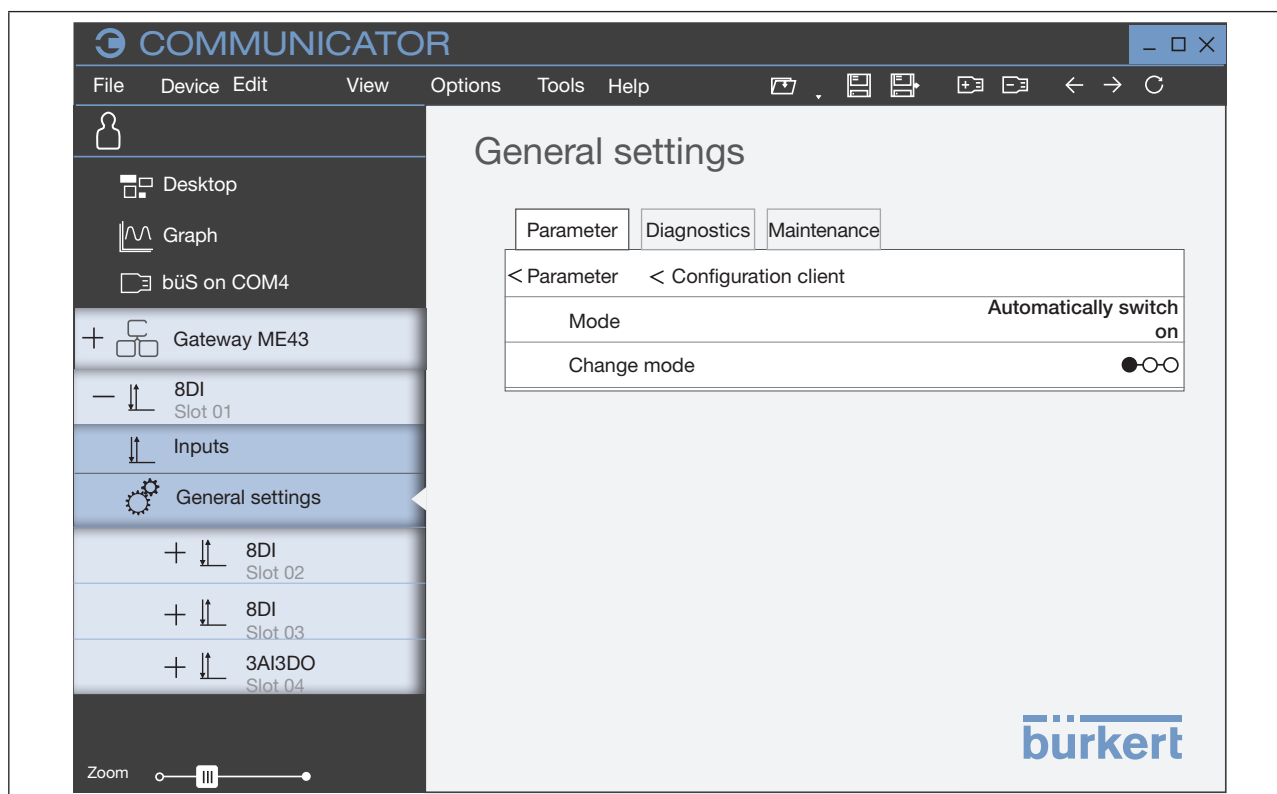 COMMUNICATOR
File Device Edit View Options Tools Help
General settings
Desktop
Graph
büS on COM4
Gateway ME43
8DI
Slot 01
Inputs
General settings
8DI
Slot 02
8DI
Slot 03
3AI3DO
Slot 04
Zoom
Parameter Diagnostics Maintenance
< Parameter < Configuration client
Mode Automatically switch
on
Change mode
bürkert